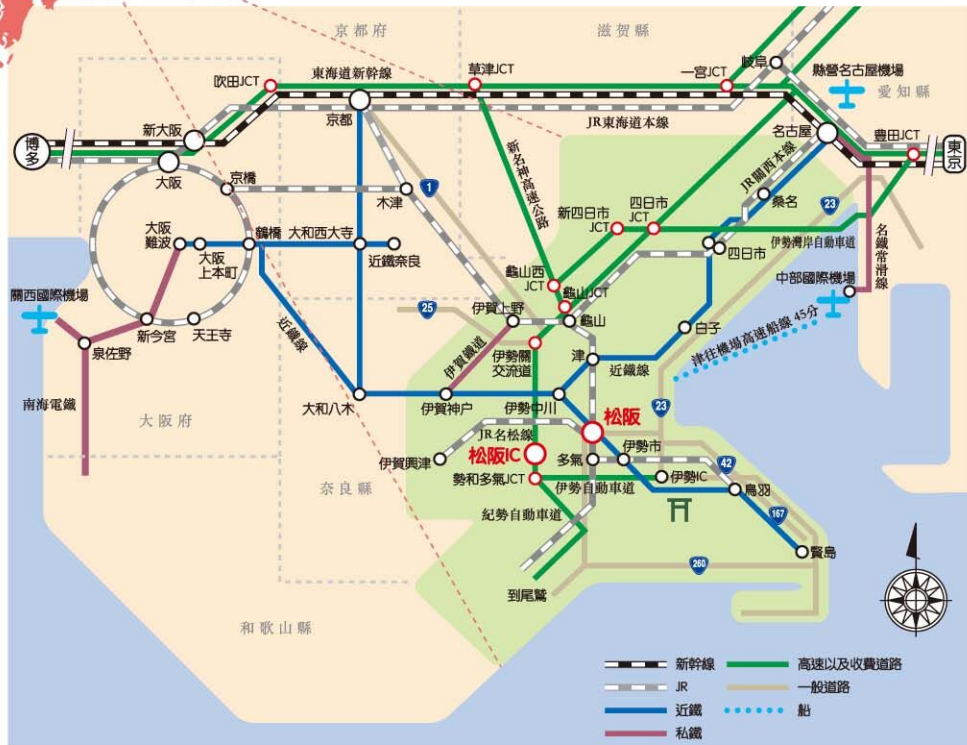 京都府
滋賀縣
岐阜
吹田JCT
東海道新幹線
草津JCT
一宮JCT
縣營名古屋機場
愛知縣
京都
新大阪
JR東海道本線
名古屋
豊田JCT
博多
東京
大阪
京橋
1
木津
新名神高速公路
JR關西本線
桑名
23
新四日市
JCT
四日市
JCT
伊勢灣岸自動車道
名鐵常滑線
大阪
難波
大阪
上本町
鶴橋
大和西大寺
近鐵奈良
四日市
龜山西
JCT
龜山JCT
中部國際機場
關西國際機場
25
伊賀上野
龜山
白子
津往機場高速船線 45分
新今宮
天王寺
泉佐野
近鐵線
伊賀鐵道
伊勢關
交流道
津
近鐵線
南海電鐵
大阪府
大和八木
伊賀神戸
伊勢中川
23
松阪
JR名松線
伊賀興津
松阪IC
多氣
伊勢市
42
奈良縣
勢和多氣JCT
伊勢自動車道
伊勢IC
鳥羽
紀勢自動車道
167
賢島
260
到尾鷲
和歌山縣
新幹線
高速以及收費道路
JR
一般道路
近鐵
船
私鐵